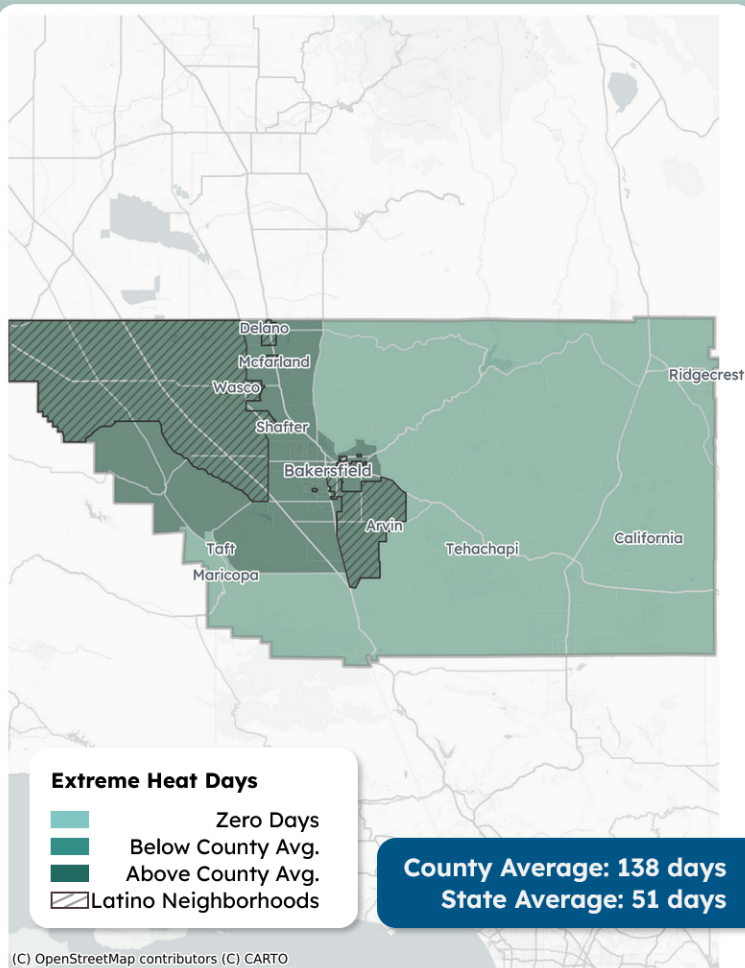 Delano
Mcfarland
Ridgecrest
Wasco
Shafter
Bakersfield
Arvin
California
Taft
Tehachapi
Maricopa
Extreme Heat Days
Zero Days
Below County Avg.
Above County Avg.
Latino Neighborhoods
County Average: 138 days
State Average: 51 days
(C) OpenStreetMap contributors (C) CARTO